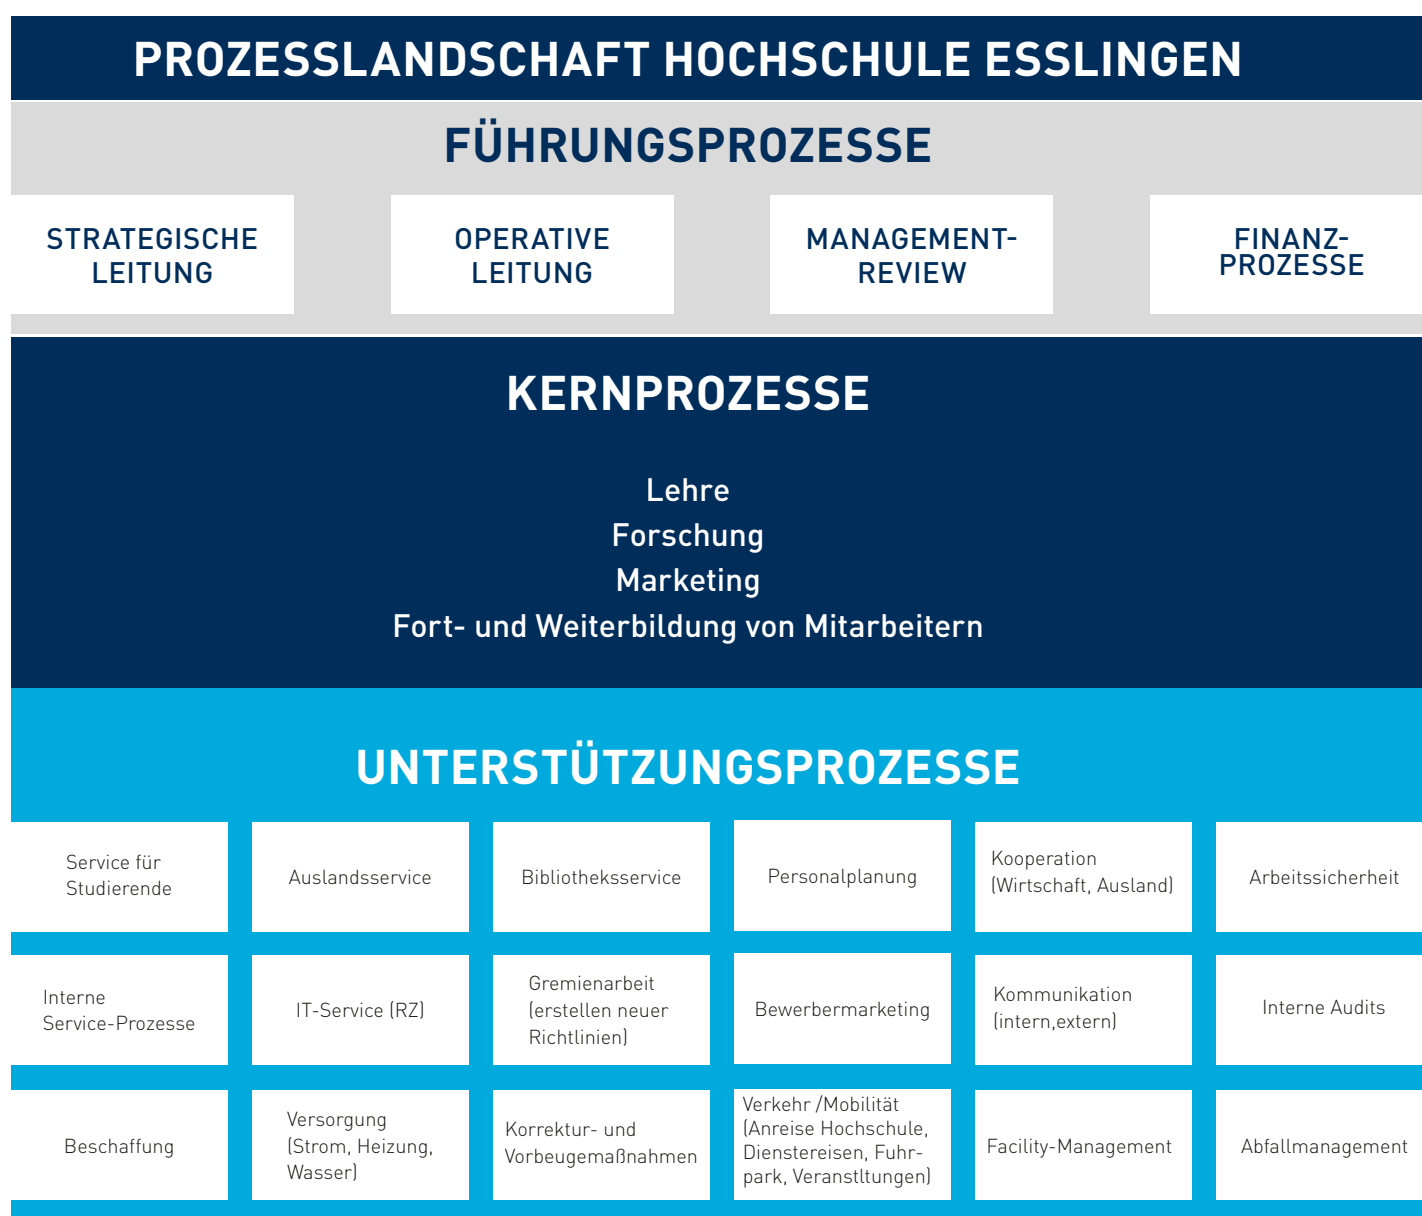 PROZESSLANDSCHAFT HOCHSCHULE ESSLINGEN
FÜHRUNGSPROZESSE
STRATEGISCHE
LEITUNG
OPERATIVE
LEITUNG
MANAGEMENT-
REVIEW
FINANZ-
PROZESSE
KERNPROZESSE
Lehre
Forschung
Marketing
Fort- und Weiterbildung von Mitarbeitern
UNTERSTÜTZUNGSPROZESSE
Service für
Studierende
Auslandsservice
Bibliotheksservice
Personalplanung
Kooperation
(Wirtschaft, Ausland)
Arbeitssicherheit
Interne
Service-Prozesse
IT-Service (RZ)
Gremienarbeit
(erstellen neuer
Richtlinien)
Bewerbermarketing
Kommunikation
(intern,extern)
Interne Audits
Beschaffung
Versorgung
(Strom, Heizung,
Wasser)
Korrektur- und
Vorbeugemaßnahmen
Verkehr /Mobilität
(Anreise Hochschule,
Dienstereisen, Fuhr-
park, Veranstltungen)
Facility-Management
Abfallmanagement